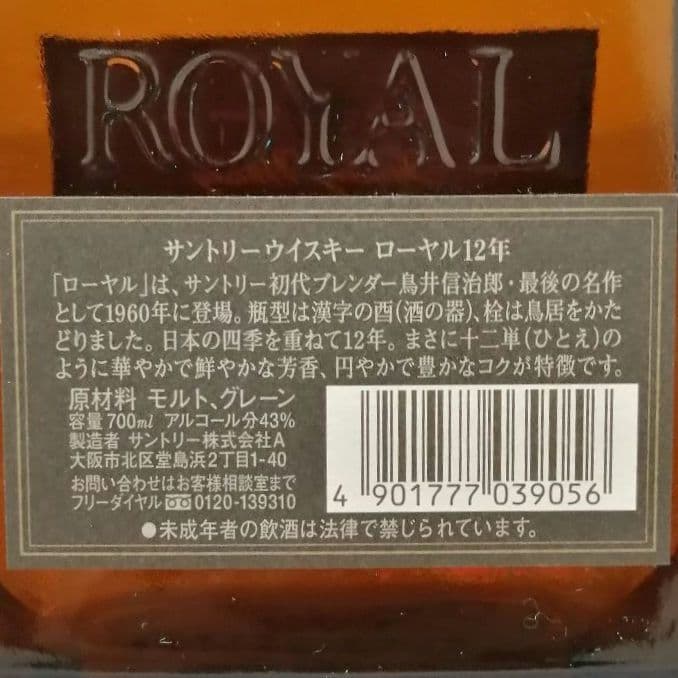 ROYAL
サントリーウイスキー ローヤル12年
「ローヤル」は、サントリー初代ブレンダー鳥井信治郎・最後の名作
として1960年に登場。瓶型は漢字の酉(酒の器)、栓は鳥居をかた
どりました。日本の四季を重ねて12年。まさに十二単(ひとえ)の
ように華やかで鮮やかな芳香、円やかで豊かなコクが特徴です。
原材料 モルト、グレーン
容量 700ml アルコール分43%
製造者 サントリー株式会社A
大阪市北区堂島浜2丁目1-40
お問い合わせはお客様相談室まで
フリーダイヤル 0120-139310
4 901777 039056
●未成年者の飲酒は法律で禁じられています。